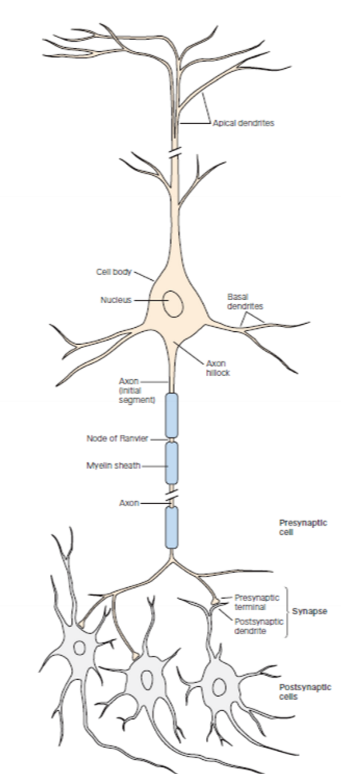 Apical dendrites
Cell body
Nucleus
Basal
dendrites
Axon
hillock
Axon
(initial
segment)
Node of Ranvier
Myelin sheath
Axon
Presynaptic
cell
Presynaptic
terminal
Synapse
Postsynaptic
dendrite
Postsynaptic
cells